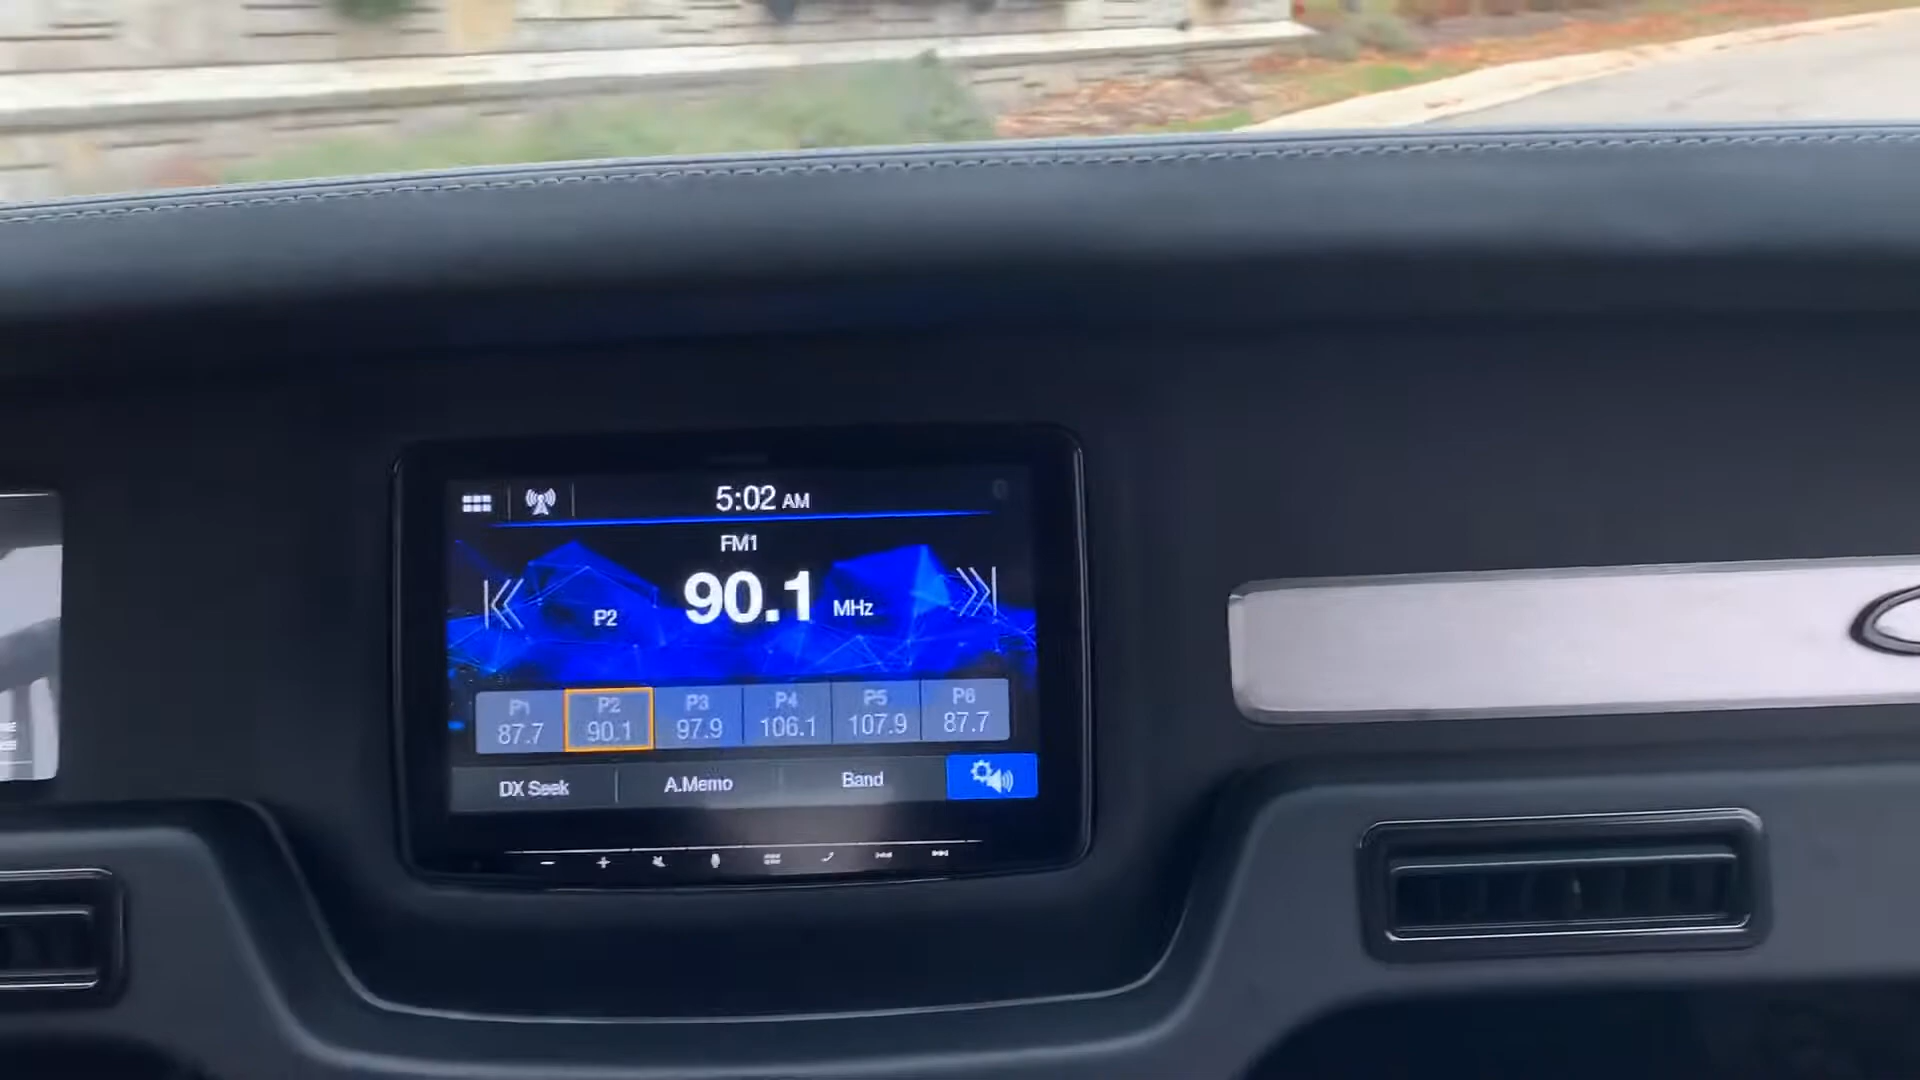 5:02 AM
FM1
P2 90.1 MHz
P1 P2 P3 P4 P5 P6
87.7 90.1 97.9 106.1 107.9 87.7
DX Seek A.Memo Band